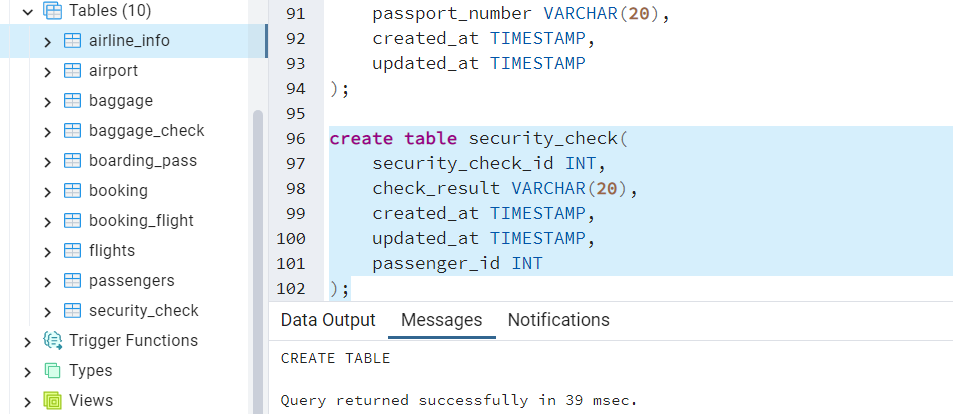 Tables (10)
airline_info
airport
baggage
baggage_check
boarding_pass
booking
booking_flight
flights
passengers
security_check
Trigger Functions
Types
Views
91 passport_number VARCHAR(20),
92 created_at TIMESTAMP,
93 updated_at TIMESTAMP
94 );
95
96 create table security_check(
97 security_check_id INT,
98 check_result VARCHAR(20),
99 created_at TIMESTAMP,
100 updated_at TIMESTAMP,
101 passenger_id INT
102 );
Data Output Messages Notifications
CREATE TABLE
Query returned successfully in 39 msec.